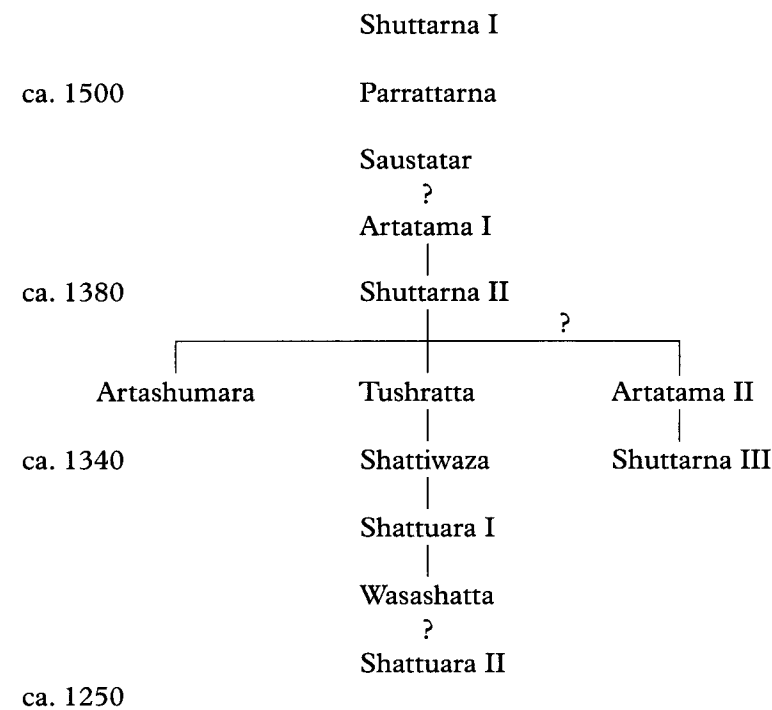 Shuttarna I
ca. 1500 Parrattarna
Saustatar
?
Artatama I
ca. 1380 Shuttarna II
?
Artashumara Tushratta Artatama II
ca. 1340 Shattiwaza Shuttarna III
Shattuara I
Wasashatta
?
Shattuara II
ca. 1250